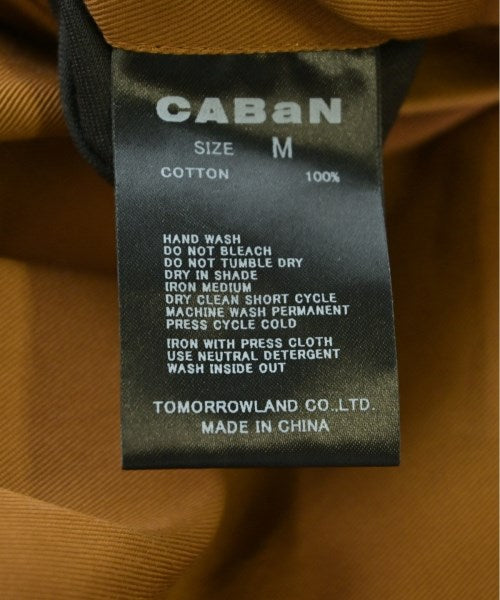 CABaN
SIZE M
COTTON 100%
HAND WASH
DO NOT BLEACH
DO NOT TUMBLE DRY
DRY IN SHADE
IRON MEDIUM
DRY CLEAN SHORT CYCLE
MACHINE WASH PERMANENT
PRESS CYCLE COLD
IRON WITH PRESS CLOTH
USE NEUTRAL DETERGENT
WASH INSIDE OUT
TOMORROWLAND CO.,LTD.
MADE IN CHINA